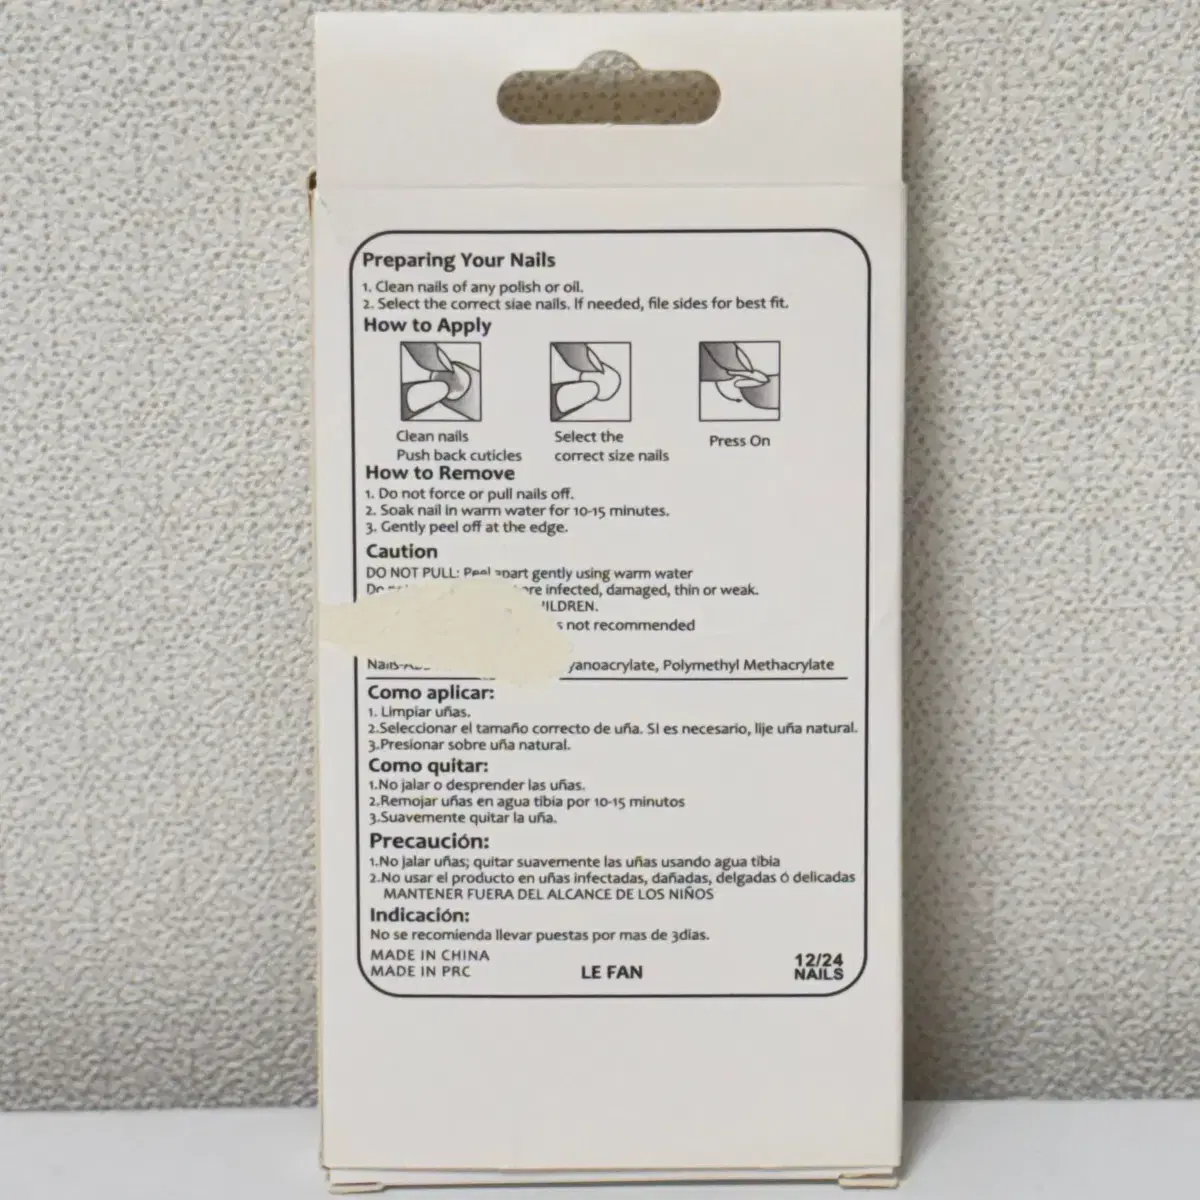 Preparing Your Nails
1. Clean nails of any polish or oil.
2. Select the correct siae nails. If needed, file sides for best fit.
How to Apply
Clean nails
Push back cuticles
Select the
correct size nails
Press On
How to Remove
1. Do not force or pull nails off.
2. Soak nail in warm water for 10-15 minutes.
3. Gently peel off at the edge.
Caution
DO NOT PULL: Peel apart gently using warm water
infected, damaged, thin or weak.
not recommended
Polymethyl Methacrylate
Como aplicar:
1. Limpiar uñas.
2.Seleccionar el tamaño correcto de uña. SI es necesario, lije uña natural.
3.Presionar sobre uña natural.
Como quitar:
1.No jalar o desprender las uñas.
2.Remojar uñas en agua tibia por 10-15 minutos
3.Suavemente quitar la uña.
Precaución:
1.No jalar uñas; quitar suavemente las uñas usando agua tibia
2.No usar el producto en uñas infectadas, dañadas, delgadas ó delicadas
MANTENER FUERA DEL ALCANCE DE LOS NIÑOS
Indicación:
No se recomienda llevar puestas por mas de 3dias.
MADE IN CHINA
MADE IN PRC
LE FAN
12/24
NAILS